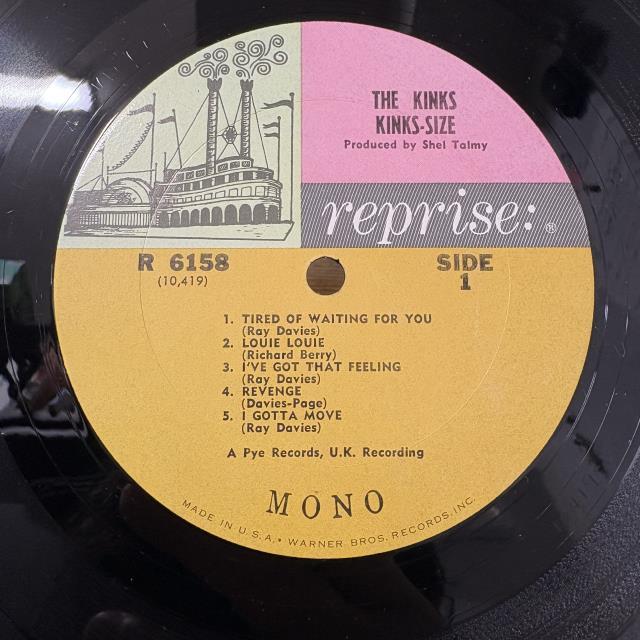 THE KINKS
KINKS-SIZE
Produced by Shel Talmy
reprise:®
R 6158
(10,419)
SIDE
1
1. TIRED OF WAITING FOR YOU
(Ray Davies)
2. LOUIE LOUIE
(Richard Berry)
3. I'VE GOT THAT FEELING
(Ray Davies)
4. REVENGE
(Davies-Page)
5. I GOTTA MOVE
(Ray Davies)
A Pye Records, U.K. Recording
MONO
MADE IN U.S.A. • WARNER BROS. RECORDS, INC.